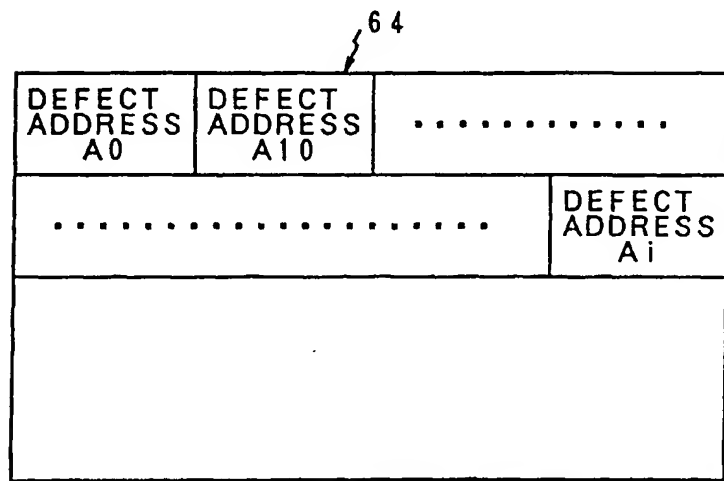 64
DEFECT ADDRESS A0
DEFECT ADDRESS A10
............
....................
DEFECT ADDRESS Ai